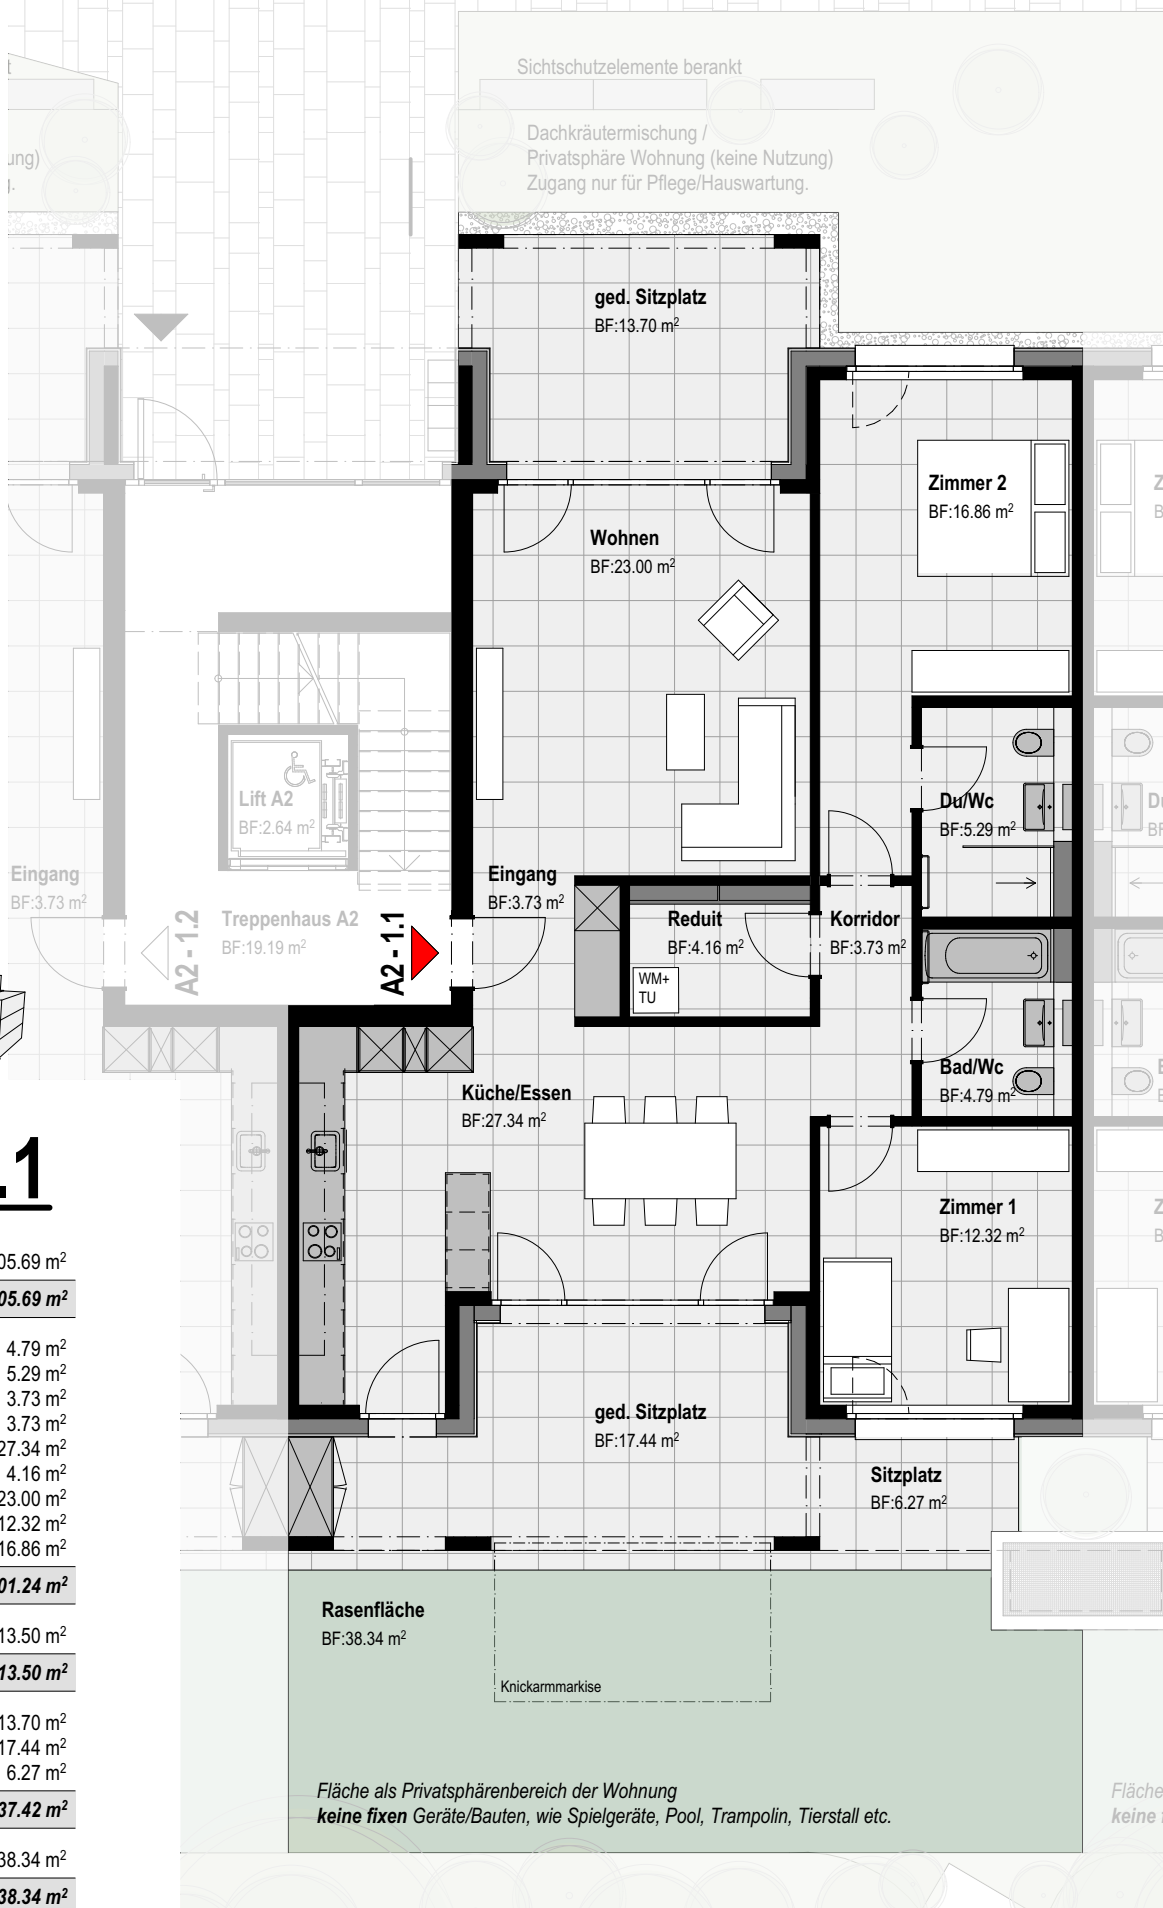 Sichtschutzelemente berankt
Dachkräutermischung /
Privatsphäre Wohnung (keine Nutzung)
Zugang nur für Pflege/Hauswartung.
ung)
ged. Sitzplatz
BF:13.70 m²
Zimmer 2
BF:16.86 m²
Wohnen
BF:23.00 m²
Lift A2
BF:2.64 m²
Du/Wc
BF:5.29 m²
Eingang
BF:3.73 m²
Eingang
BF:3.73 m²
Treppenhaus A2
BF:19.19 m²
A2 - 1.2
A2 - 1.1
Reduit
BF:4.16 m²
WM+
TU
Korridor
BF:3.73 m²
Küche/Essen
BF:27.34 m²
Bad/Wc
BF:4.79 m²
.1
Zimmer 1
BF:12.32 m²
05.69 m²
05.69 m²
4.79 m²
5.29 m²
3.73 m²
3.73 m²
27.34 m²
4.16 m²
23.00 m²
12.32 m²
16.86 m²
01.24 m²
13.50 m²
13.50 m²
13.70 m²
17.44 m²
6.27 m²
37.42 m²
38.34 m²
38.34 m²
ged. Sitzplatz
BF:17.44 m²
Sitzplatz
BF:6.27 m²
Rasenfläche
BF:38.34 m²
Knickarmmarkise
Fläche als Privatsphärenbereich der Wohnung
keine fixen Geräte/Bauten, wie Spielgeräte, Pool, Trampolin, Tierstall etc.
Fläche
keine